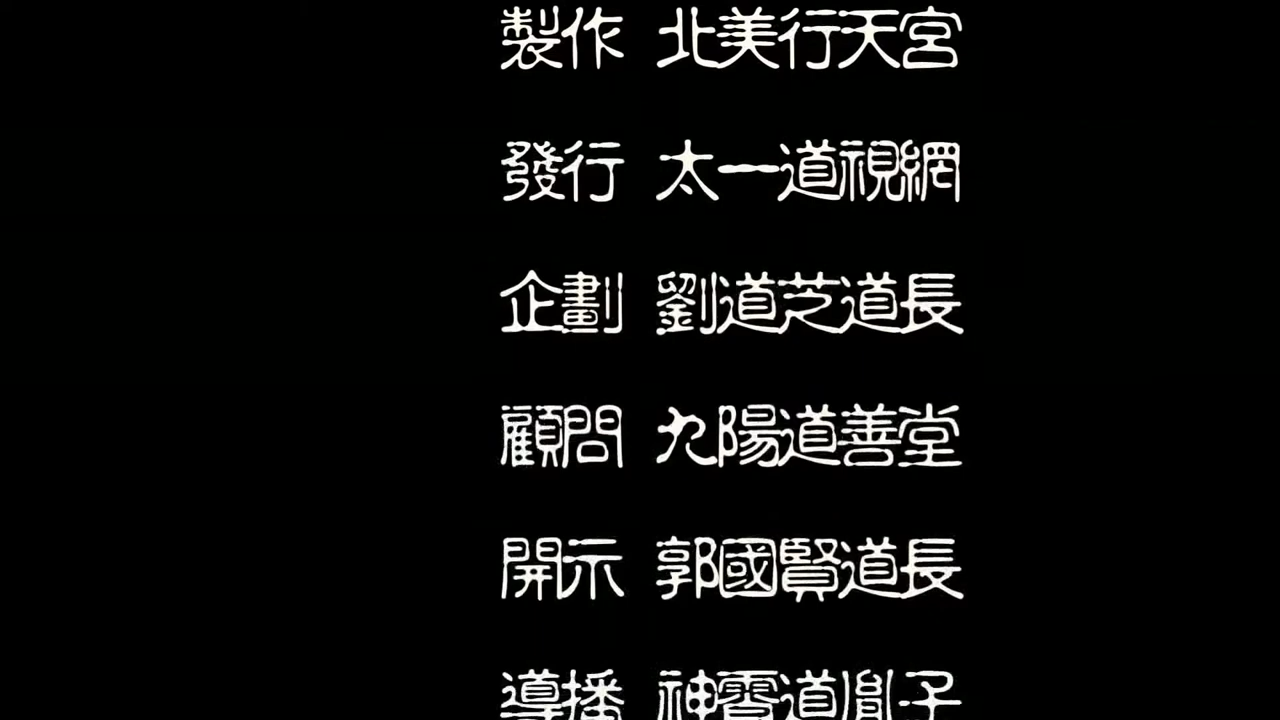 製作 北美行天宮
發行 太一道視網
企劃 劉道芝道長
顧問 九陽道善堂
開示 郭國賢道長
導播 神霄道胤子